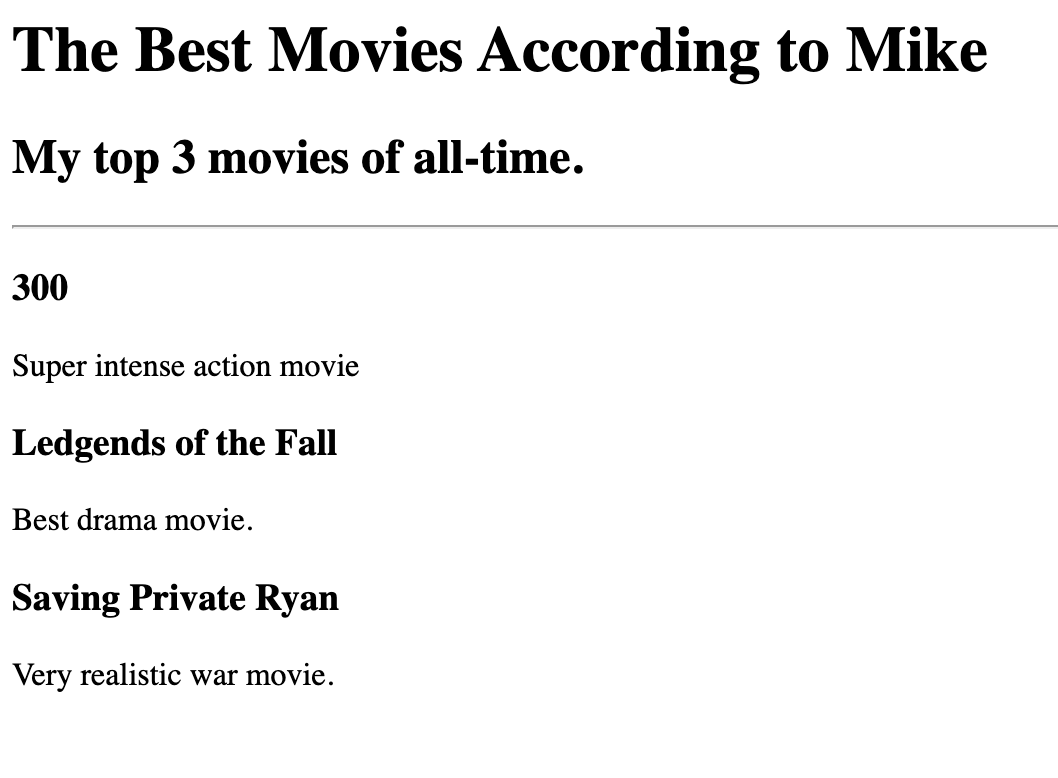 The Best Movies According to Mike
My top 3 movies of all-time.
300
Super intense action movie
Ledgends of the Fall
Best drama movie.
Saving Private Ryan
Very realistic war movie.